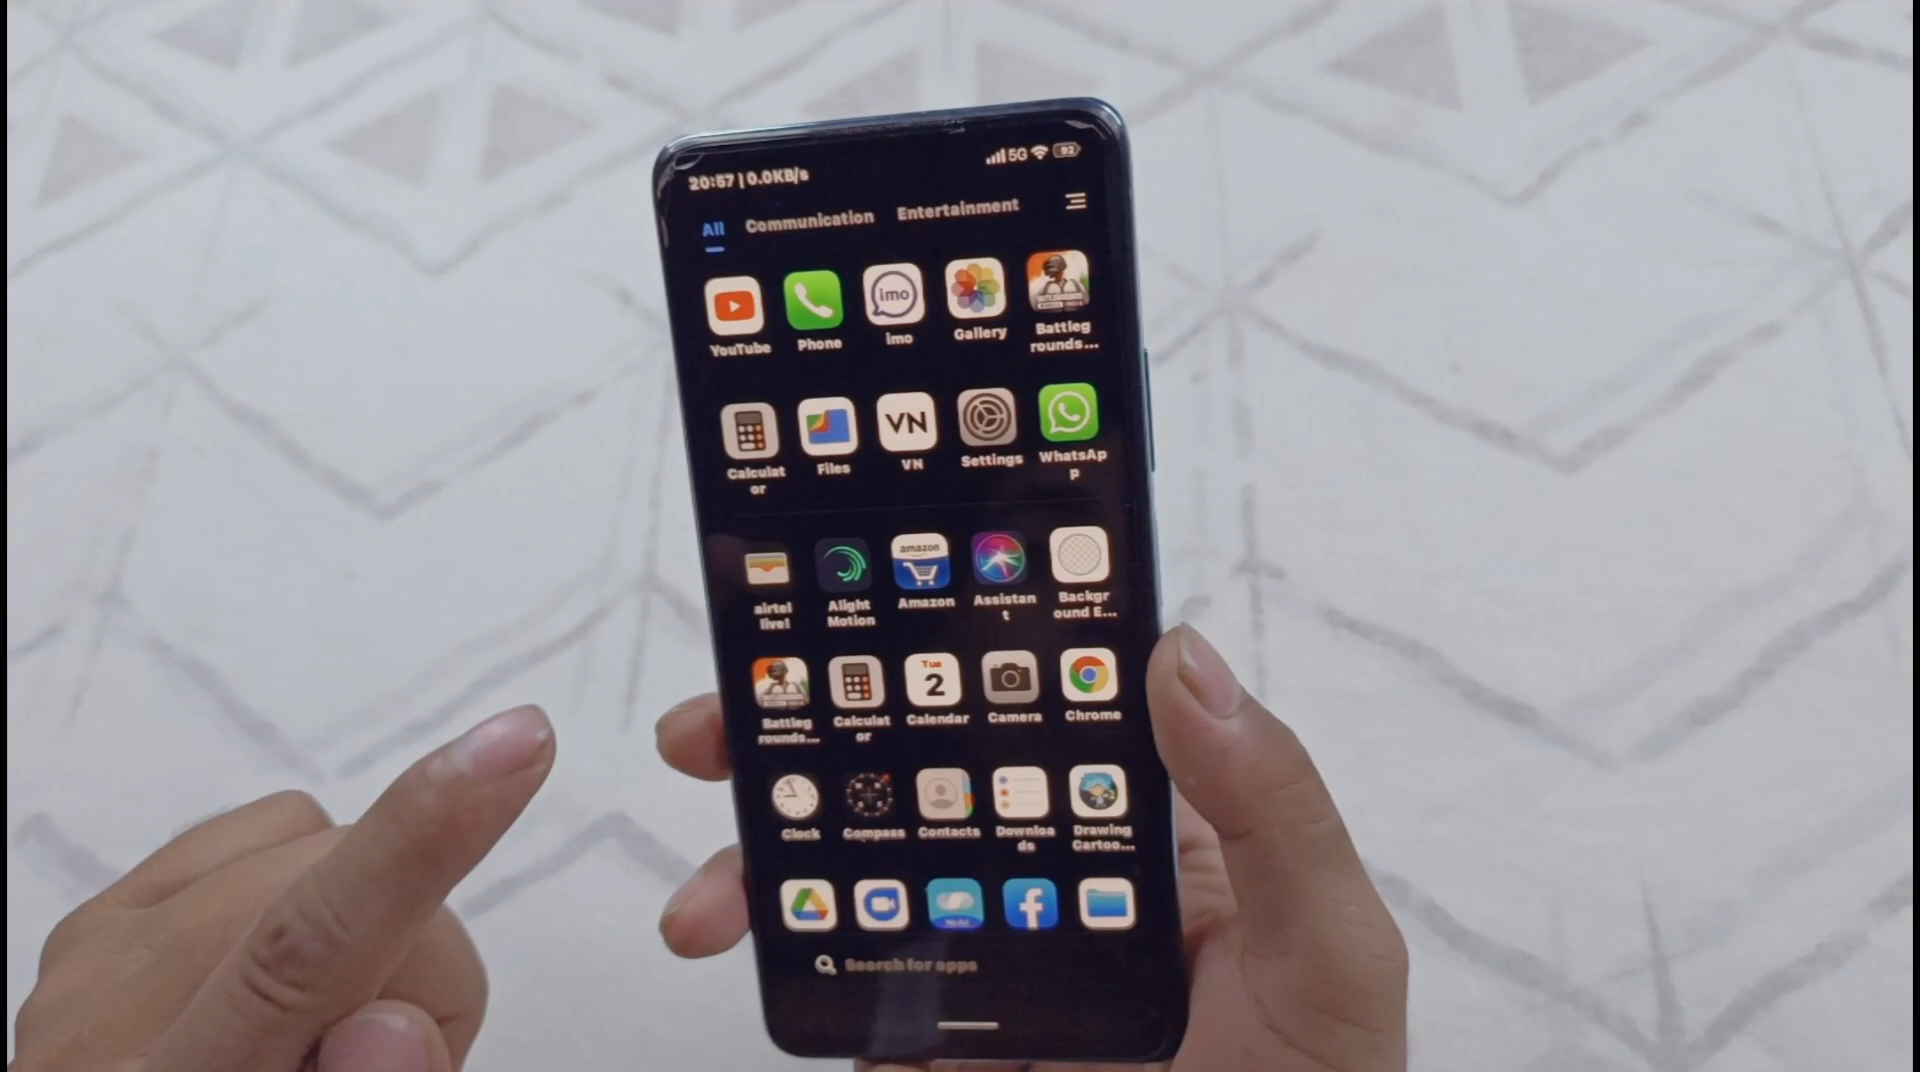 20:57 | 0.0KB/s
5G 92
All Communication Entertainment
imo
YouTube Phone imo Gallery Battleg
rounds...
VN
Calculat Files VN Settings WhatsAp
or p
amazon
airtel Alight Amazon Assistan Backgr
live! Motion t ound E...
Tue
2
Battleg Calculat Calendar Camera Chrome
rounds... or
Clock Compass Contacts Downloa Drawing
ds Cartoo...
Search for apps